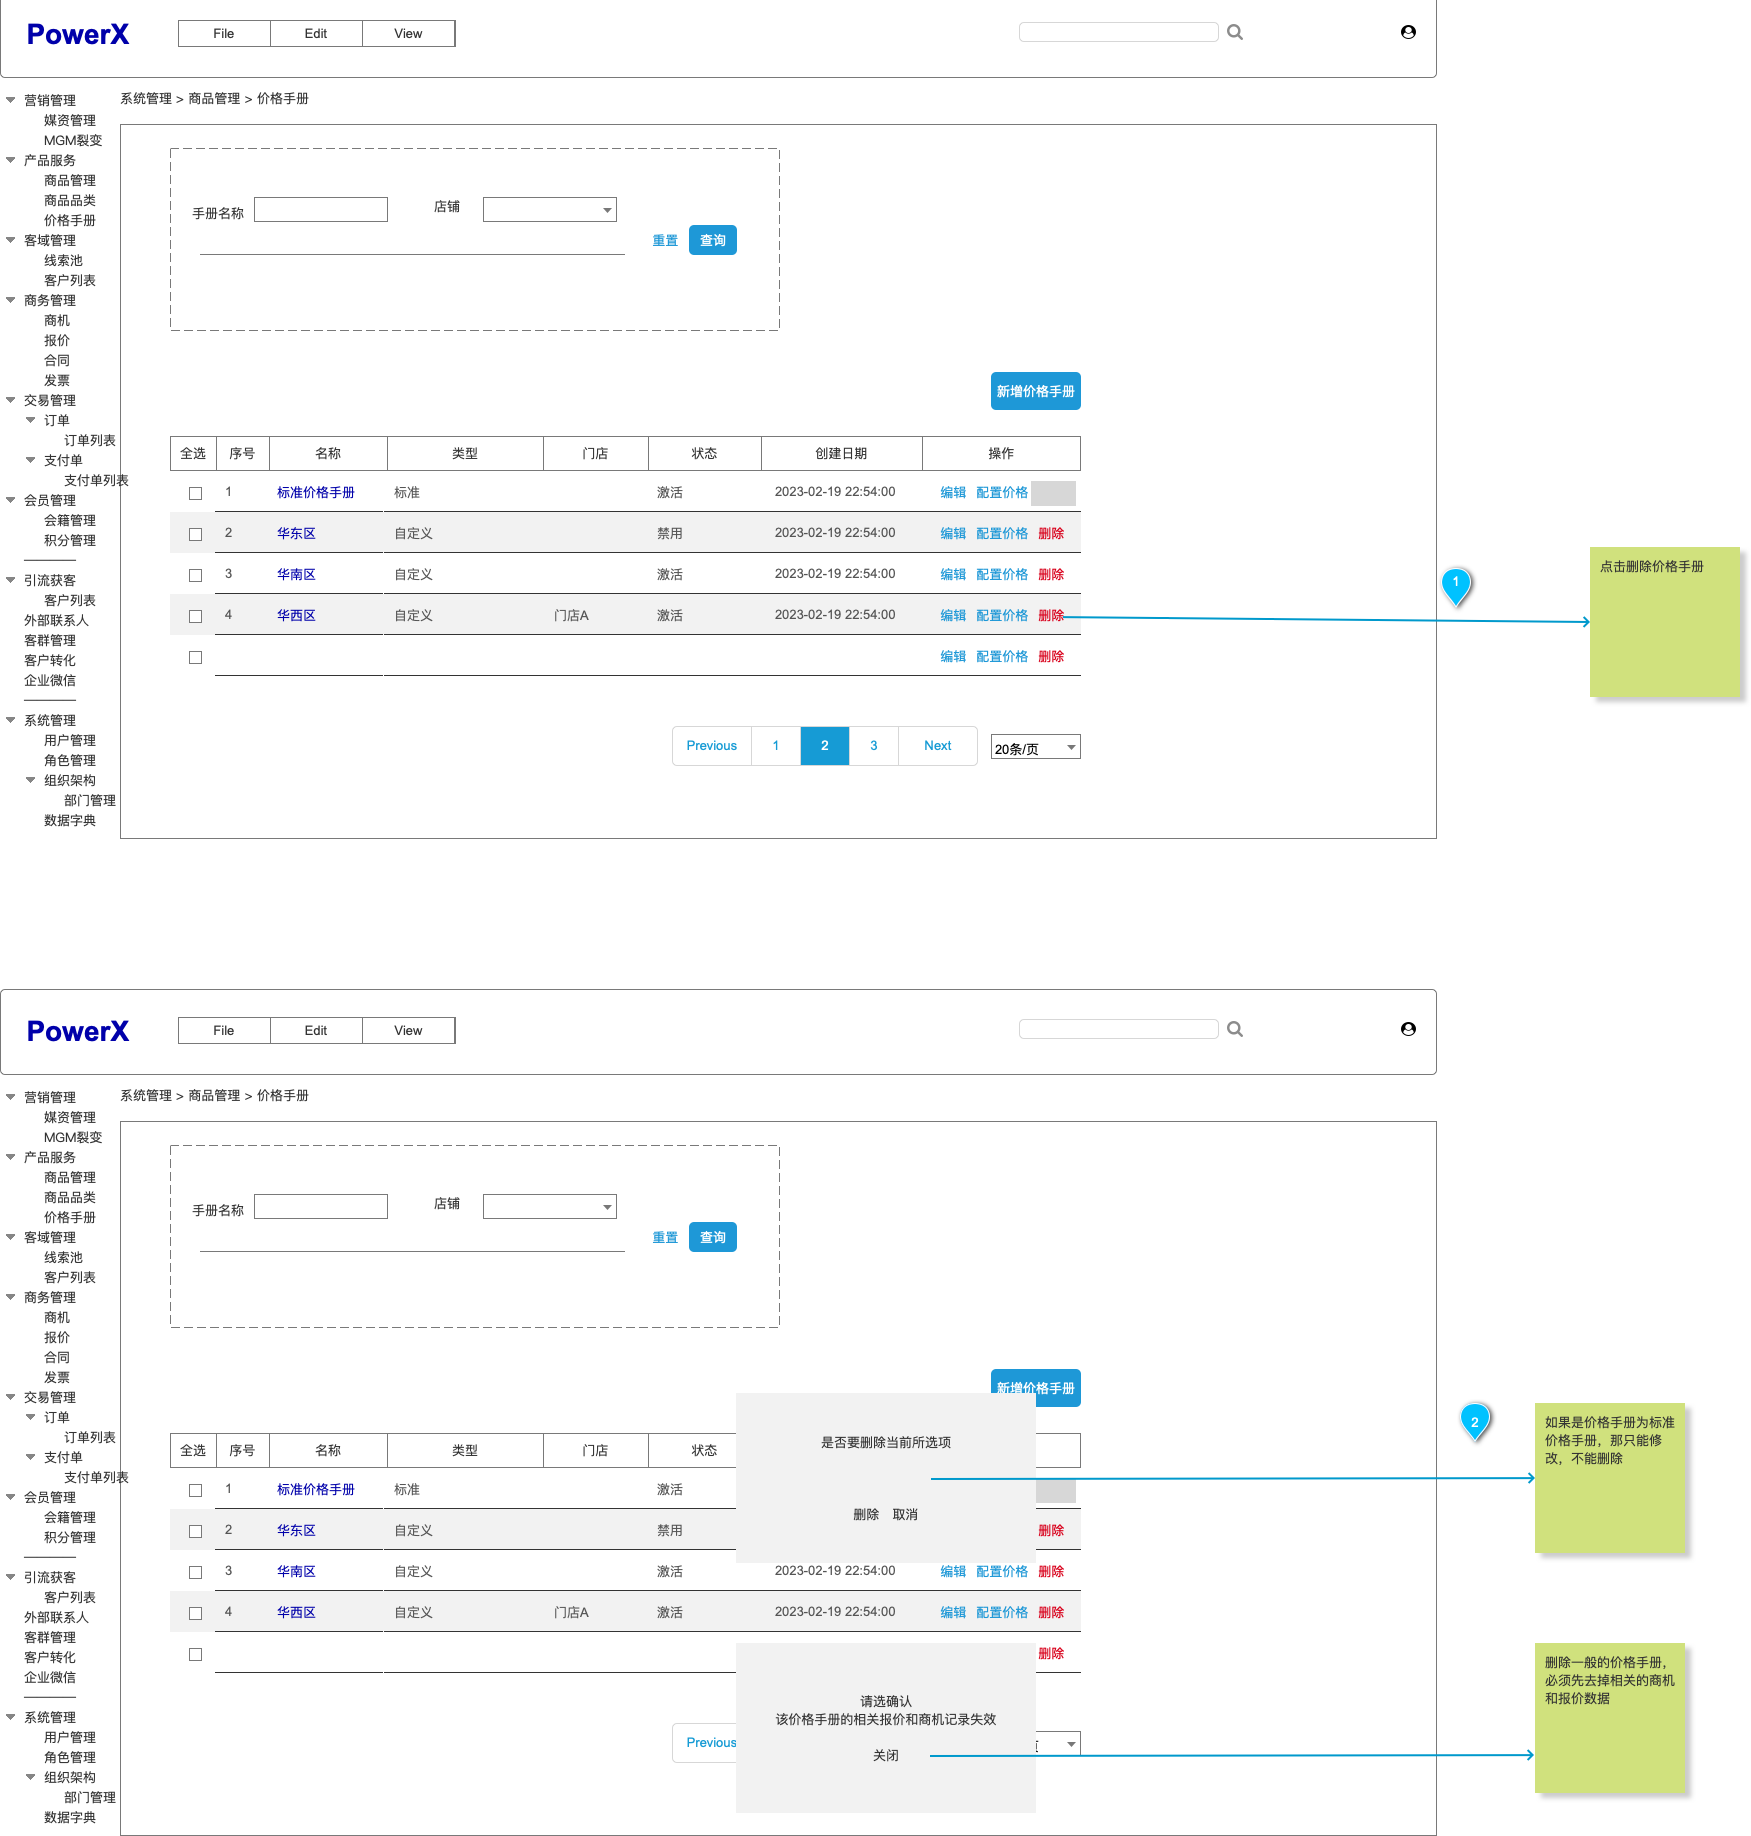 PowerX
File Edit View
营销管理
媒资管理
MGM裂变
产品服务
商品管理
商品品类
价格手册
客域管理
线索池
客户列表
商务管理
商机
报价
合同
发票
交易管理
订单
订单列表
支付单
支付单列表
会员管理
会籍管理
积分管理
引流获客
客户列表
外部联系人
客群管理
客户转化
企业微信
系统管理
用户管理
角色管理
组织架构
部门管理
数据字典
系统管理 > 商品管理 > 价格手册
手册名称 店铺
重置 查询
新增价格手册
全选 序号 名称 类型 门店 状态 创建日期 操作
1 标准价格手册 标准 激活 2023-02-19 22:54:00 编辑 配置价格
2 华东区 自定义 禁用 2023-02-19 22:54:00 编辑 配置价格 删除
3 华南区 自定义 激活 2023-02-19 22:54:00 编辑 配置价格 删除
4 华西区 自定义 门店A 激活 2023-02-19 22:54:00 编辑 配置价格 删除
编辑 配置价格 删除
Previous 1 2 3 Next 20条/页
1
点击删除价格手册
PowerX
File Edit View
营销管理
媒资管理
MGM裂变
产品服务
商品管理
商品品类
价格手册
客域管理
线索池
客户列表
商务管理
商机
报价
合同
发票
交易管理
订单
订单列表
支付单
支付单列表
会员管理
会籍管理
积分管理
引流获客
客户列表
外部联系人
客群管理
客户转化
企业微信
系统管理
用户管理
角色管理
组织架构
部门管理
数据字典
系统管理 > 商品管理 > 价格手册
手册名称 店铺
重置 查询
新增价格手册
全选 序号 名称 类型 门店 状态
1 标准价格手册 标准 激活
2 华东区 自定义 禁用 删除
3 华南区 自定义 激活 2023-02-19 22:54:00 编辑 配置价格 删除
4 华西区 自定义 门店A 激活 2023-02-19 22:54:00 编辑 配置价格 删除
删除
Previous
是否要删除当前所选项
删除 取消
请选确认
该价格手册的相关报价和商机记录失效
关闭
2
如果是价格手册为标准
价格手册，那只能修
改，不能删除
删除一般的价格手册，
必须先去掉相关的商机
和报价数据